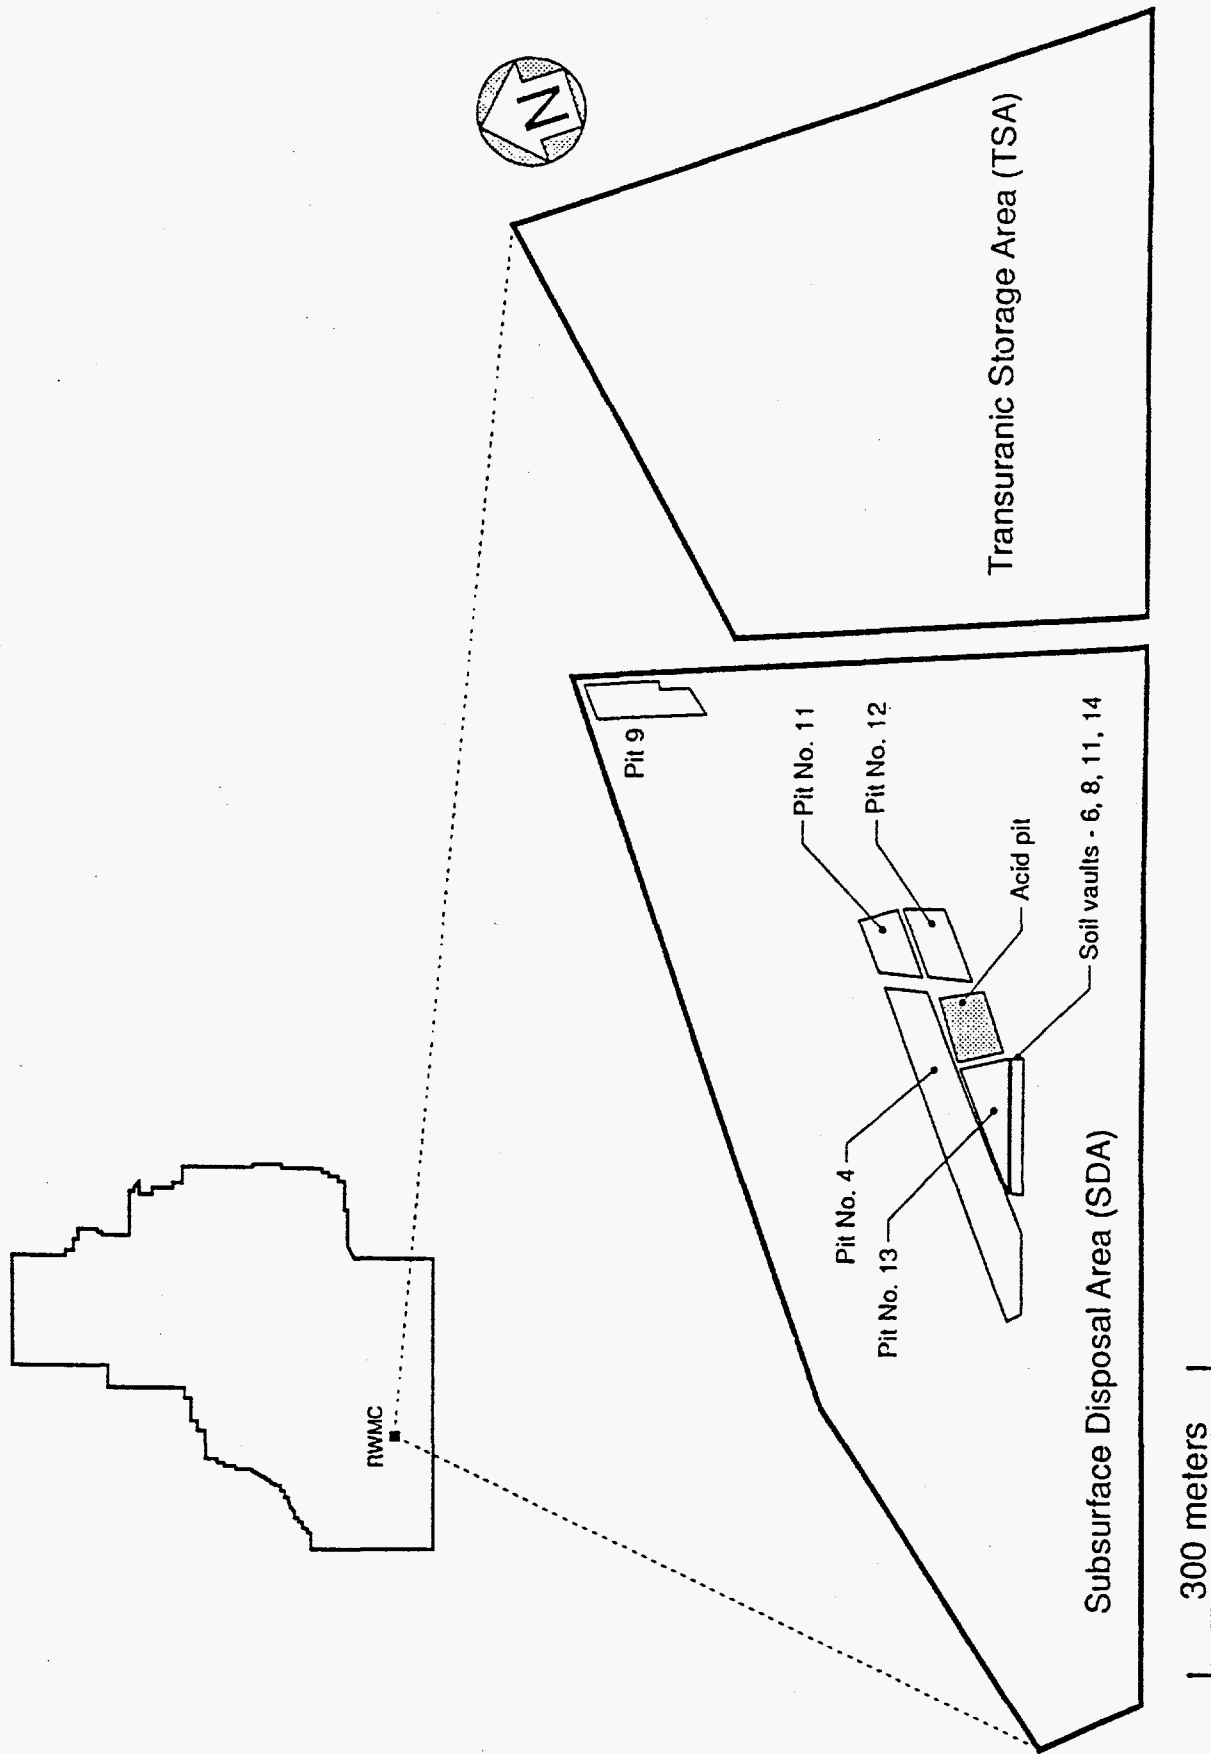 N
RWMC
Pit 9
Pit No. 11
Pit No. 12
Acid pit
Soil vaults - 6, 8, 11, 14
Pit No. 4
Pit No. 13
Transuranic Storage Area (TSA)
Subsurface Disposal Area (SDA)
300 meters